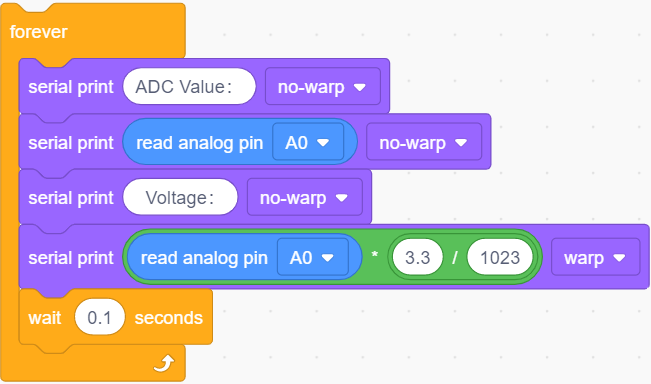 forever
serial print ADC Value: no-warp
serial print read analog pin A0 no-warp
serial print Voltage: no-warp
serial print read analog pin A0 * 3.3 / 1023 warp
wait 0.1 seconds